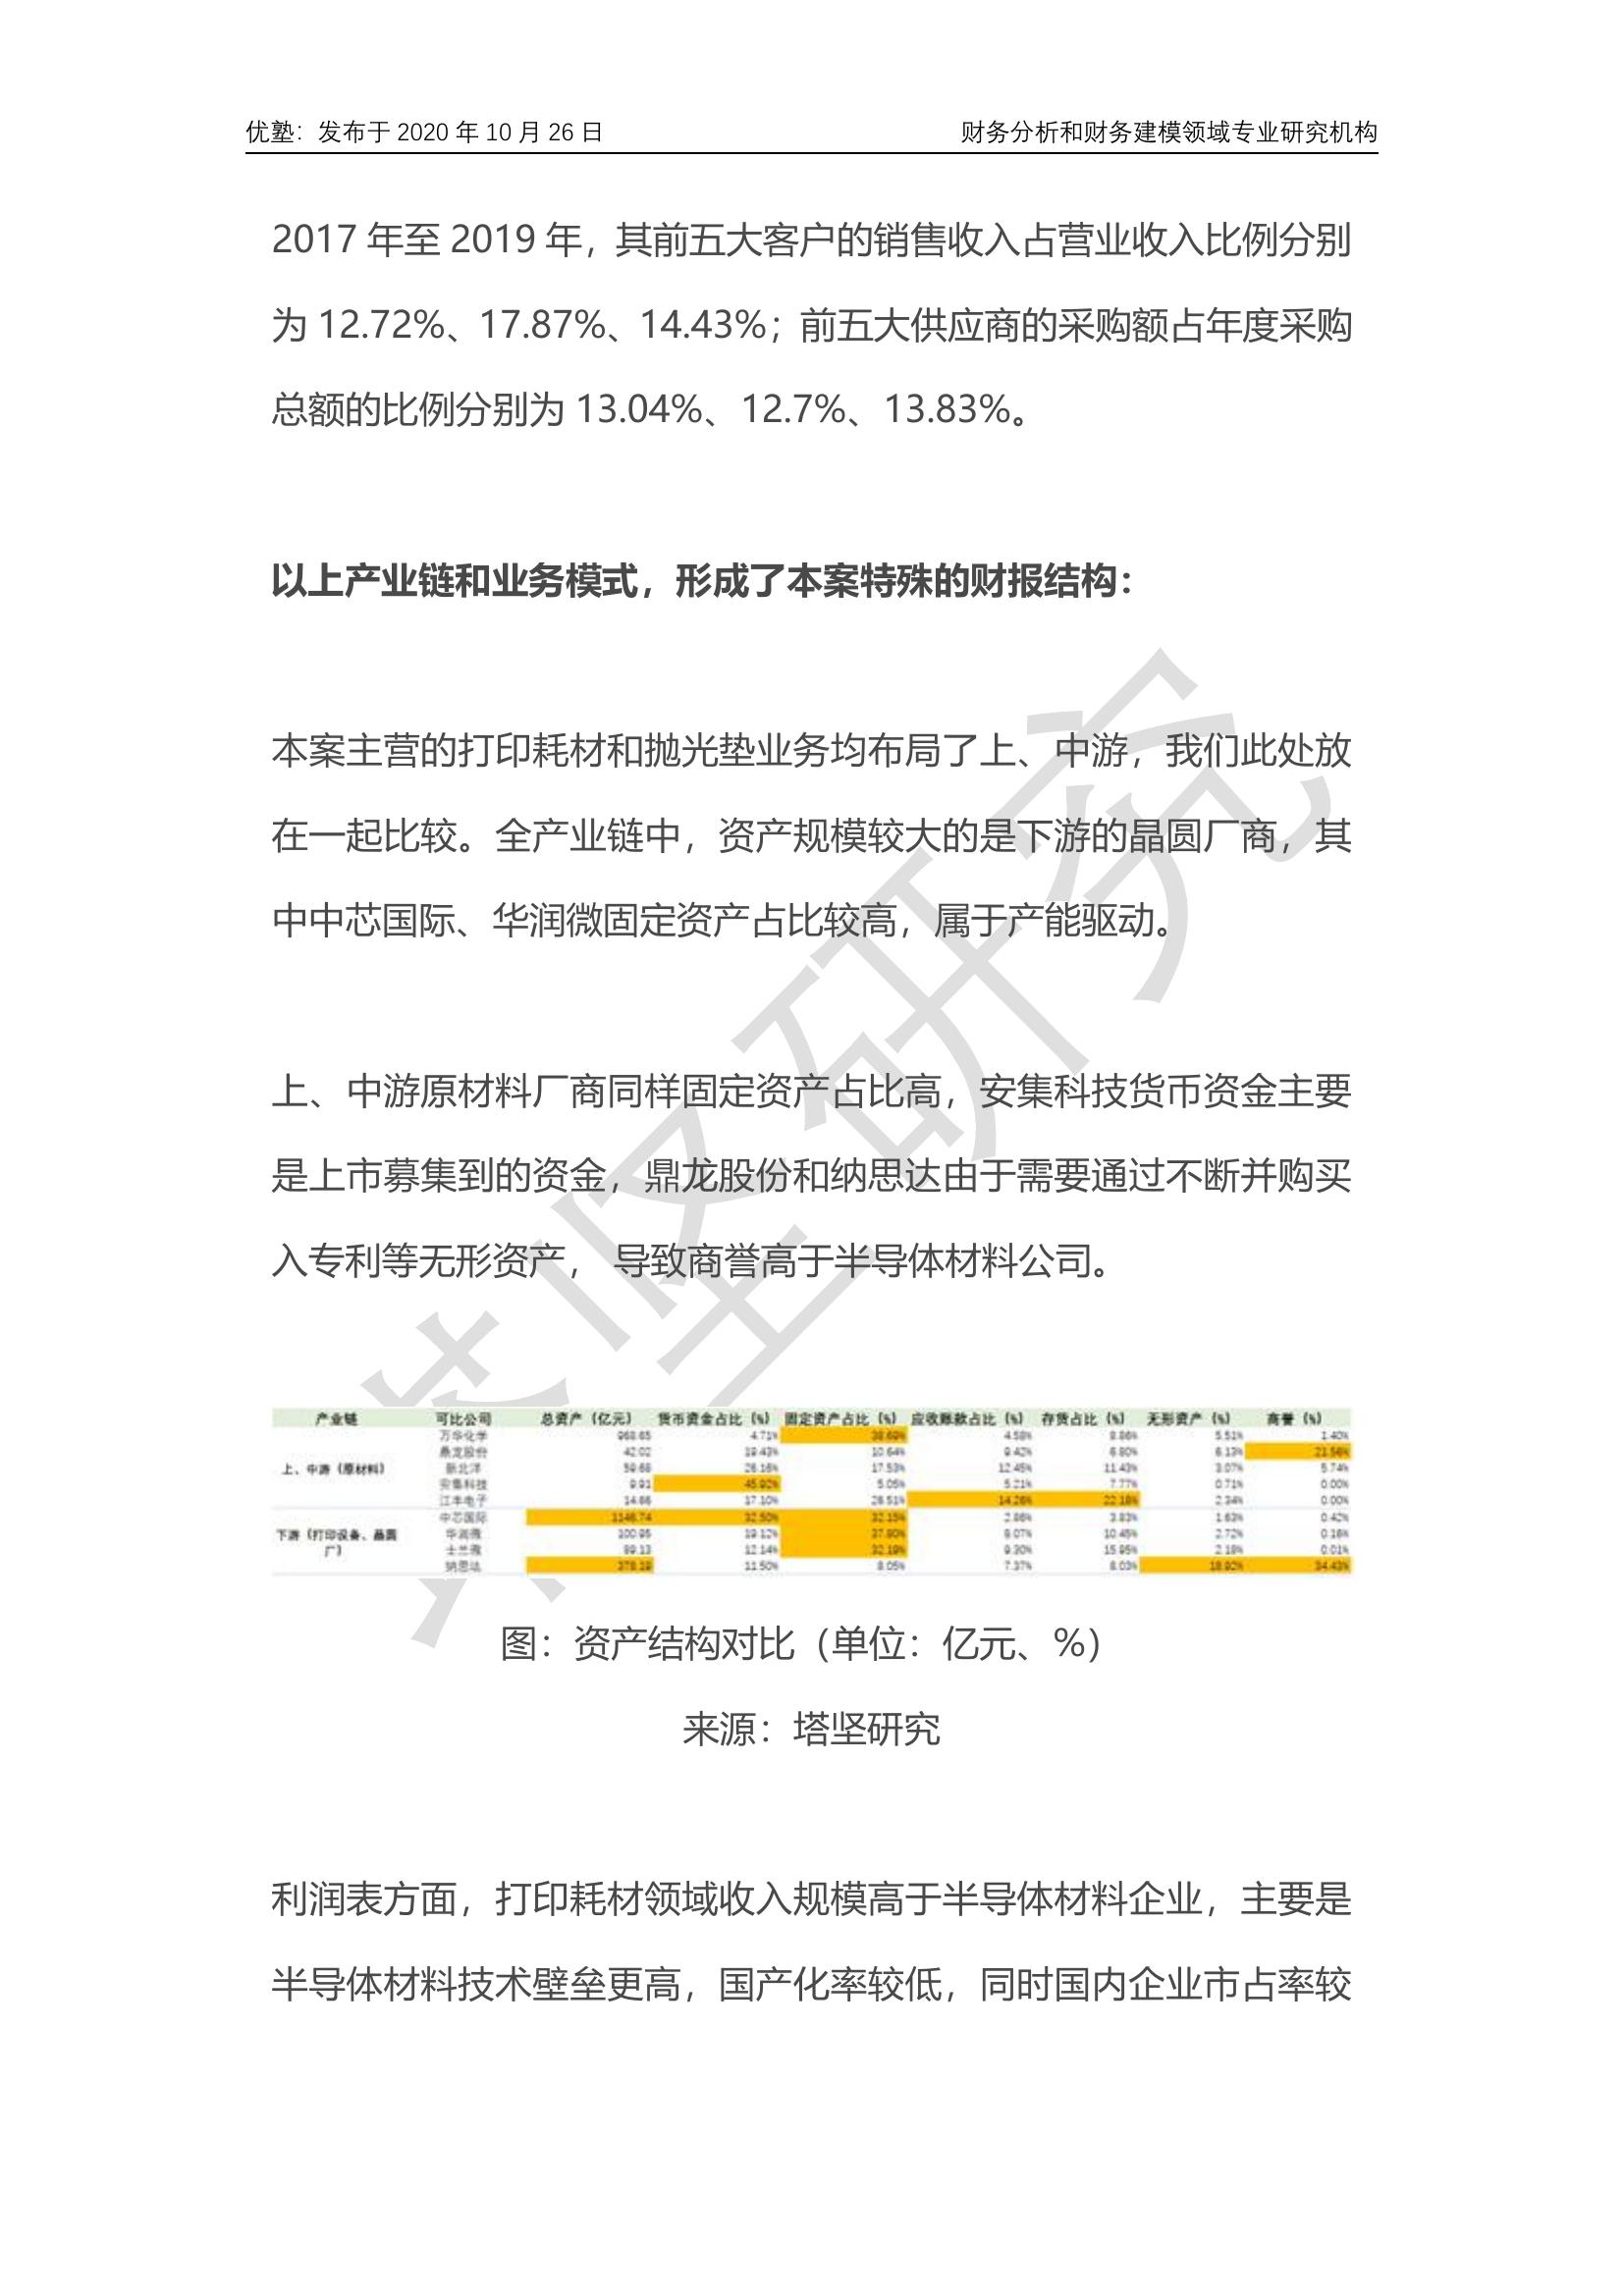 优塾：发布于 2020 年 10 月 26 日 财务分析和财务建模领域专业研究机构
2017 年至 2019 年，其前五大客户的销售收入占营业收入比例分别
为 12.72%、17.87%、14.43%；前五大供应商的采购额占年度采购
总额的比例分别为 13.04%、12.7%、13.83%。
以上产业链和业务模式，形成了本案特殊的财报结构：
本案主营的打印耗材和抛光垫业务均布局了上、中游，我们此处放
在一起比较。全产业链中，资产规模较大的是下游的晶圆厂商，其
中中芯国际、华润微固定资产占比较高，属于产能驱动。
上、中游原材料厂商同样固定资产占比高，安集科技货币资金主要
是上市募集到的资金，鼎龙股份和纳思达由于需要通过不断并购买
入专利等无形资产， 导致商誉高于半导体材料公司。
产业链 可比公司 总资产（亿元） 货币资金占比（%） 固定资产占比（%） 应收账款占比（%） 存货占比（%） 无形资产（%） 商誉（%）
上、中游（原材料）
万华化学 968.65 4.71% 38.69% 4.58% 8.86% 5.51% 1.40%
鼎龙股份 42.02 19.43% 10.64% 9.42% 6.80% 6.13% 21.56%
新北洋 59.68 26.16% 17.53% 12.45% 11.43% 3.07% 5.74%
安集科技 9.91 45.92% 5.05% 5.21% 7.77% 0.71% 0.00%
江丰电子 14.66 17.10% 26.51% 14.26% 22.18% 2.34% 0.00%
下游（打印设备、晶圆厂）
中芯国际 1146.74 32.50% 32.15% 2.86% 3.83% 1.63% 0.42%
华润微 100.95 19.12% 37.80% 8.07% 10.45% 2.72% 0.16%
士兰微 89.13 12.14% 32.19% 9.30% 15.95% 2.18% 0.01%
纳思达 378.19 11.50% 8.05% 7.37% 8.03% 18.92% 34.43%
图：资产结构对比（单位：亿元、%）
来源：塔坚研究
利润表方面，打印耗材领域收入规模高于半导体材料企业，主要是
半导体材料技术壁垒更高，国产化率较低，同时国内企业市占率较
塔坚研究